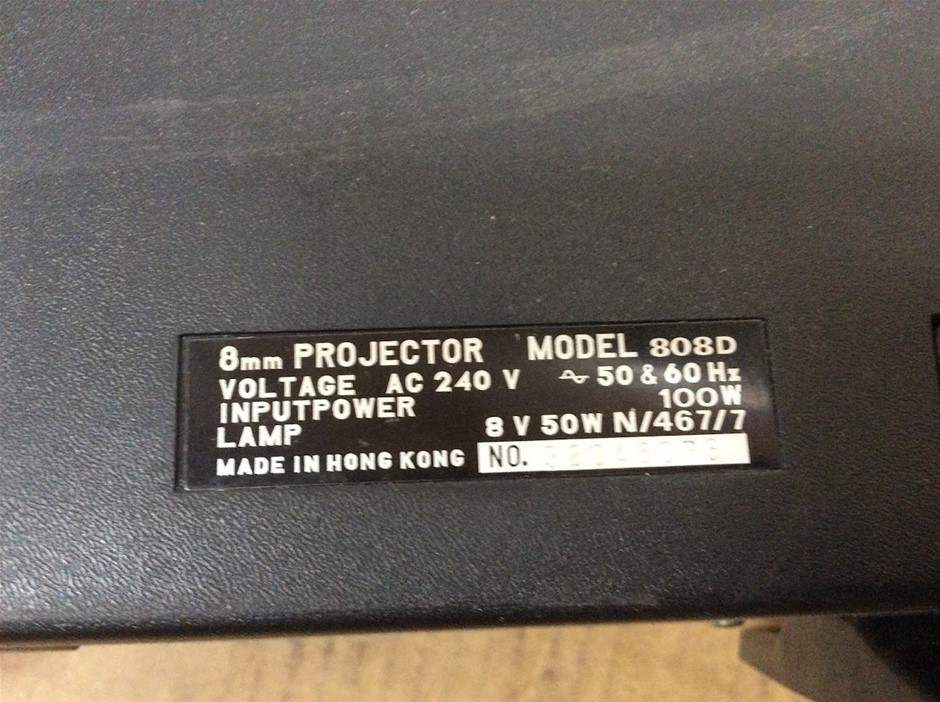 8mm PROJECTOR MODEL 808D
VOLTAGE AC 240 V ∿ 50 & 60 Hz
INPUTPOWER 100W
LAMP 8 V 50W N/467/7
MADE IN HONG KONG NO.